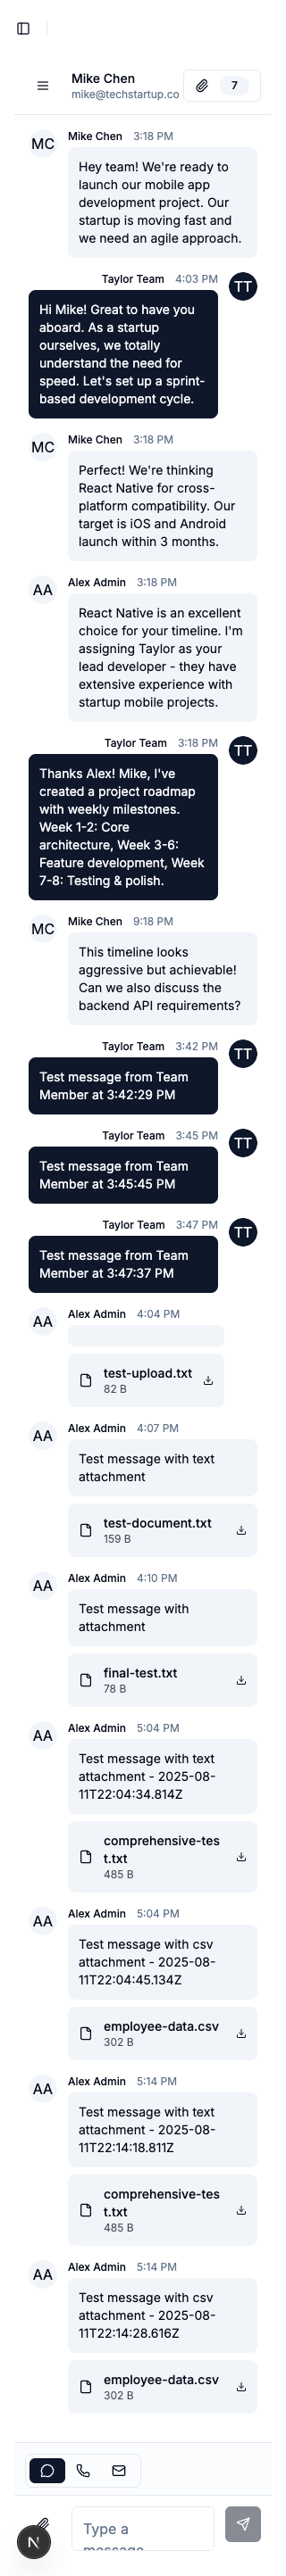 Mike Chen
mike@techstartup.co
7
MC
Mike Chen 3:18 PM
Hey team! We're ready to
launch our mobile app
development project. Our
startup is moving fast and
we need an agile approach.
Taylor Team 4:03 PM
TT
Hi Mike! Great to have you
aboard. As a startup
ourselves, we totally
understand the need for
speed. Let's set up a sprint-
based development cycle.
MC
Mike Chen 3:18 PM
Perfect! We're thinking
React Native for cross-
platform compatibility. Our
target is iOS and Android
launch within 3 months.
AA
Alex Admin 3:18 PM
React Native is an excellent
choice for your timeline. I'm
assigning Taylor as your
lead developer - they have
extensive experience with
startup mobile projects.
Taylor Team 3:18 PM
TT
Thanks Alex! Mike, I've
created a project roadmap
with weekly milestones.
Week 1-2: Core
architecture, Week 3-6:
Feature development, Week
7-8: Testing & polish.
MC
Mike Chen 9:18 PM
This timeline looks
aggressive but achievable!
Can we also discuss the
backend API requirements?
Taylor Team 3:42 PM
TT
Test message from Team
Member at 3:42:29 PM
Taylor Team 3:45 PM
TT
Test message from Team
Member at 3:45:45 PM
Taylor Team 3:47 PM
TT
Test message from Team
Member at 3:47:37 PM
AA
Alex Admin 4:04 PM
test-upload.txt
82 B
AA
Alex Admin 4:07 PM
Test message with text
attachment
test-document.txt
159 B
AA
Alex Admin 4:10 PM
Test message with
attachment
final-test.txt
78 B
AA
Alex Admin 5:04 PM
Test message with text
attachment - 2025-08-
11T22:04:34.814Z
comprehensive-tes
t.txt
485 B
AA
Alex Admin 5:04 PM
Test message with csv
attachment - 2025-08-
11T22:04:45.134Z
employee-data.csv
302 B
AA
Alex Admin 5:14 PM
Test message with text
attachment - 2025-08-
11T22:14:18.811Z
comprehensive-tes
t.txt
485 B
AA
Alex Admin 5:14 PM
Test message with csv
attachment - 2025-08-
11T22:14:28.616Z
employee-data.csv
302 B
N
Type a
message